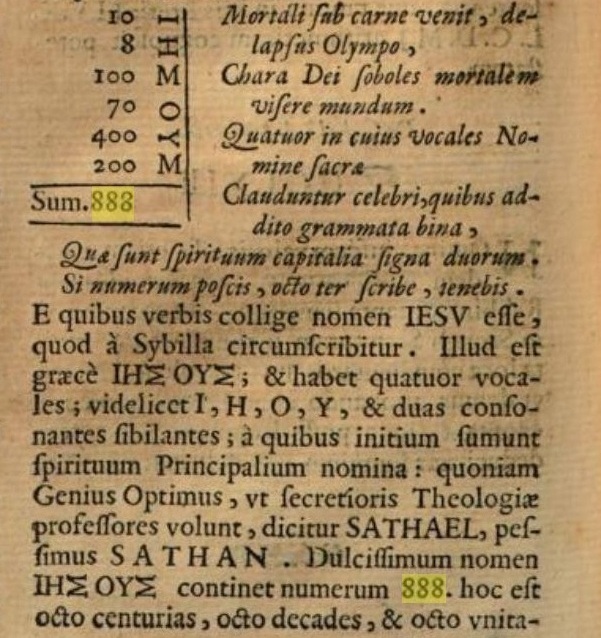 10 I
8 H
100 Σ
70 O
400 Y
200 Σ
Sum. 888
Mortali ſub carne venit, de-
lapſus Olympo,
Chara Dei ſoboles mortalem
viſere mundum.
Quatuor in cuius vocales No-
mine ſacræ
Clauduntur celebri, quibus ad-
dito grammata bina,
Quæ ſunt ſpirituum capitalia ſigna duorum.
Si numerum poſcis, octo ter ſcribe, tenebis.
E quibus verbis collige nomen IESV eſſe,
quod à Sybilla circumſcribitur. Illud eſt
græcè ΙΗΣ ΟΥΣ; & habet quatuor voca-
les; videlicet I, H, O, Y, & duas conſo-
nantes ſibilantes; à quibus initium ſumunt
ſpirituum Principalium nomina: quoniam
Genius Optimus, vt ſecretioris Theologiæ
profeſſores volunt, dicitur SATHAEL, peſ-
ſimus SATHAN. Dulciſſimum nomen
ΙΗΣ ΟΥΣ continet numerum 888. hoc eſt
octo centurias, octo decades, & octo vnita-